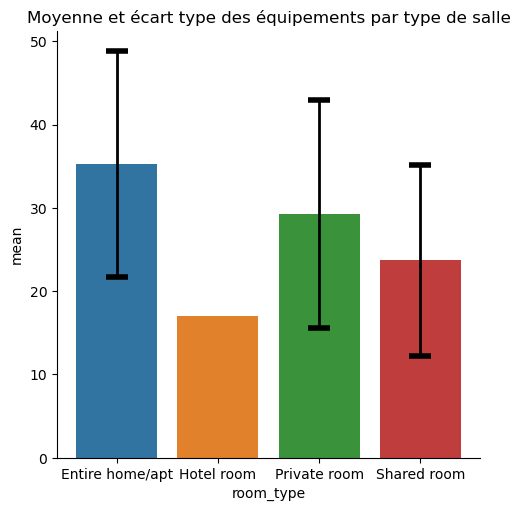 Moyenne et écart type des équipements par type de salle
50
40
30
20
10
0
mean
Entire home/apt Hotel room Private room Shared room
room_type